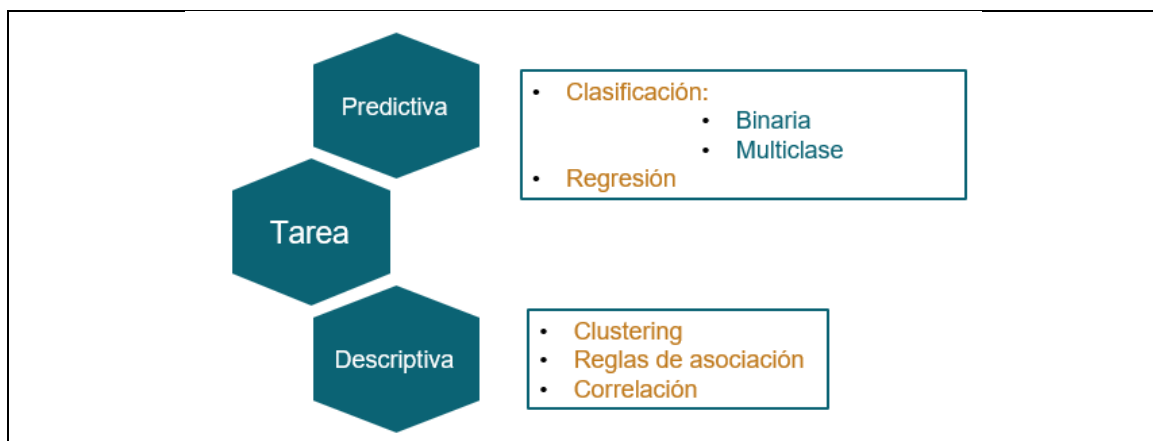 Predictiva
• Clasificación:
• Binaria
• Multiclase
• Regresión
Tarea
Descriptiva
• Clustering
• Reglas de asociación
• Correlación